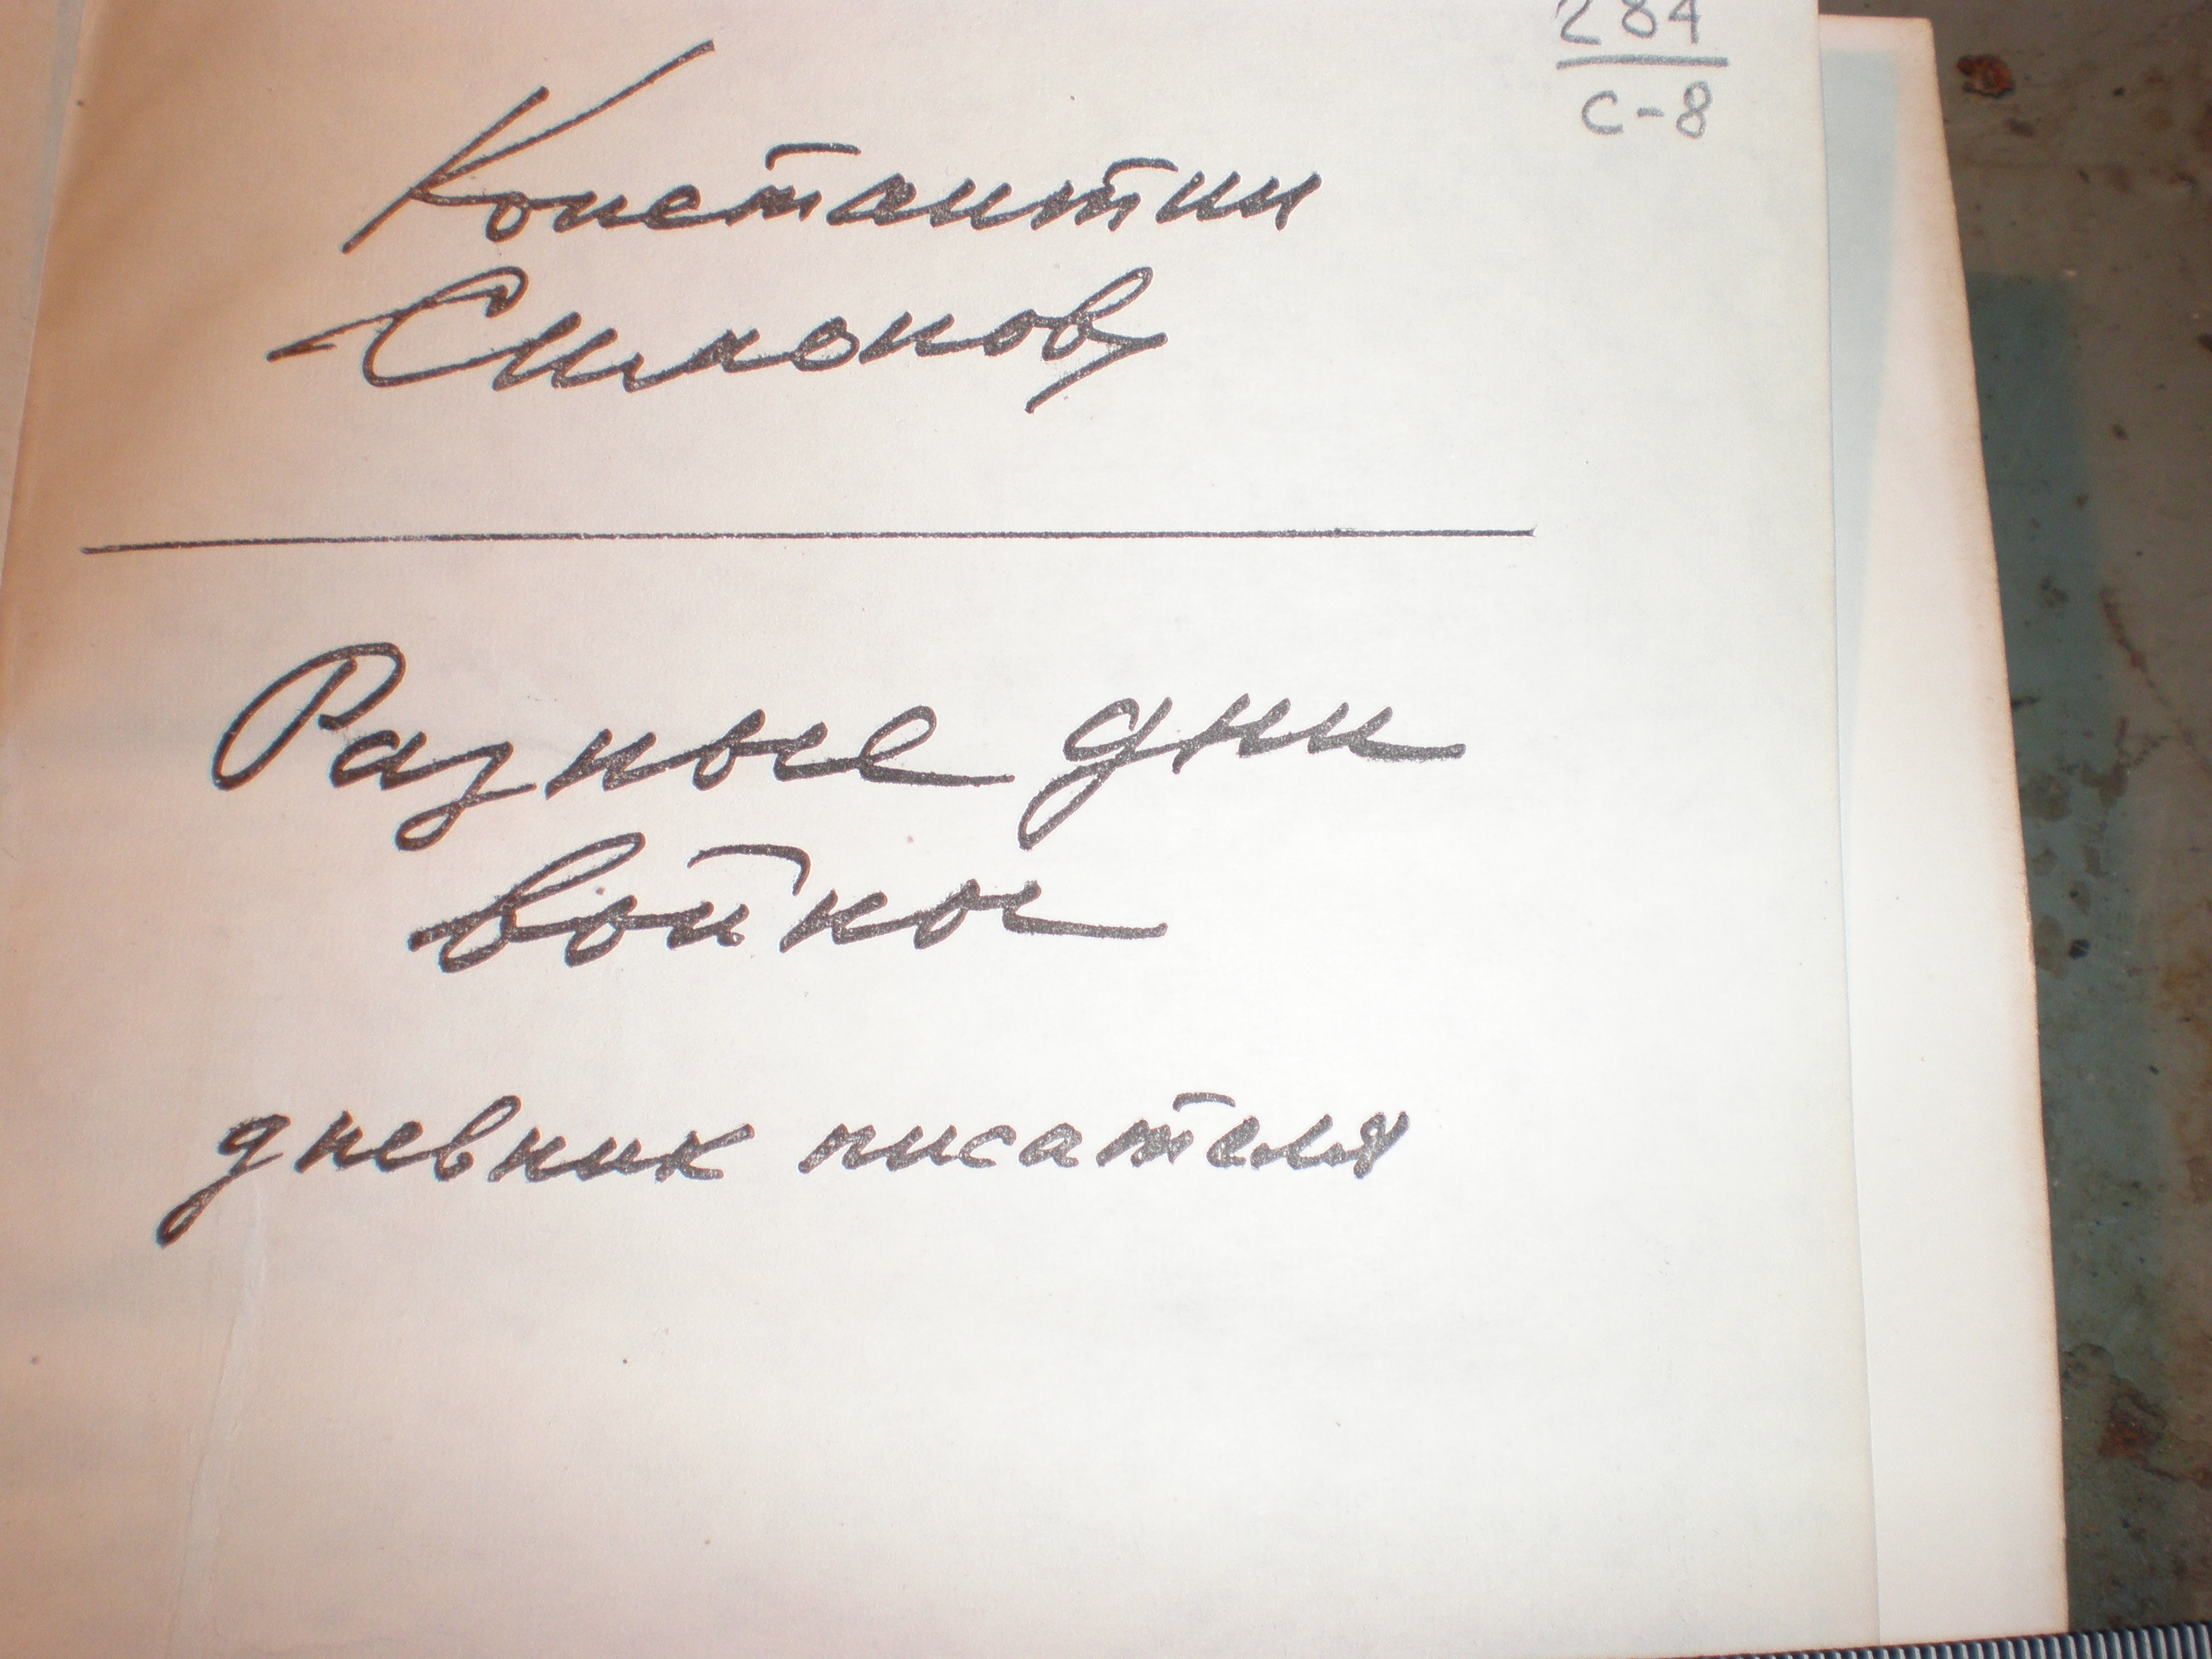 284
С-8
Константин
Симонов
Разные дни
войны
дневник писателя